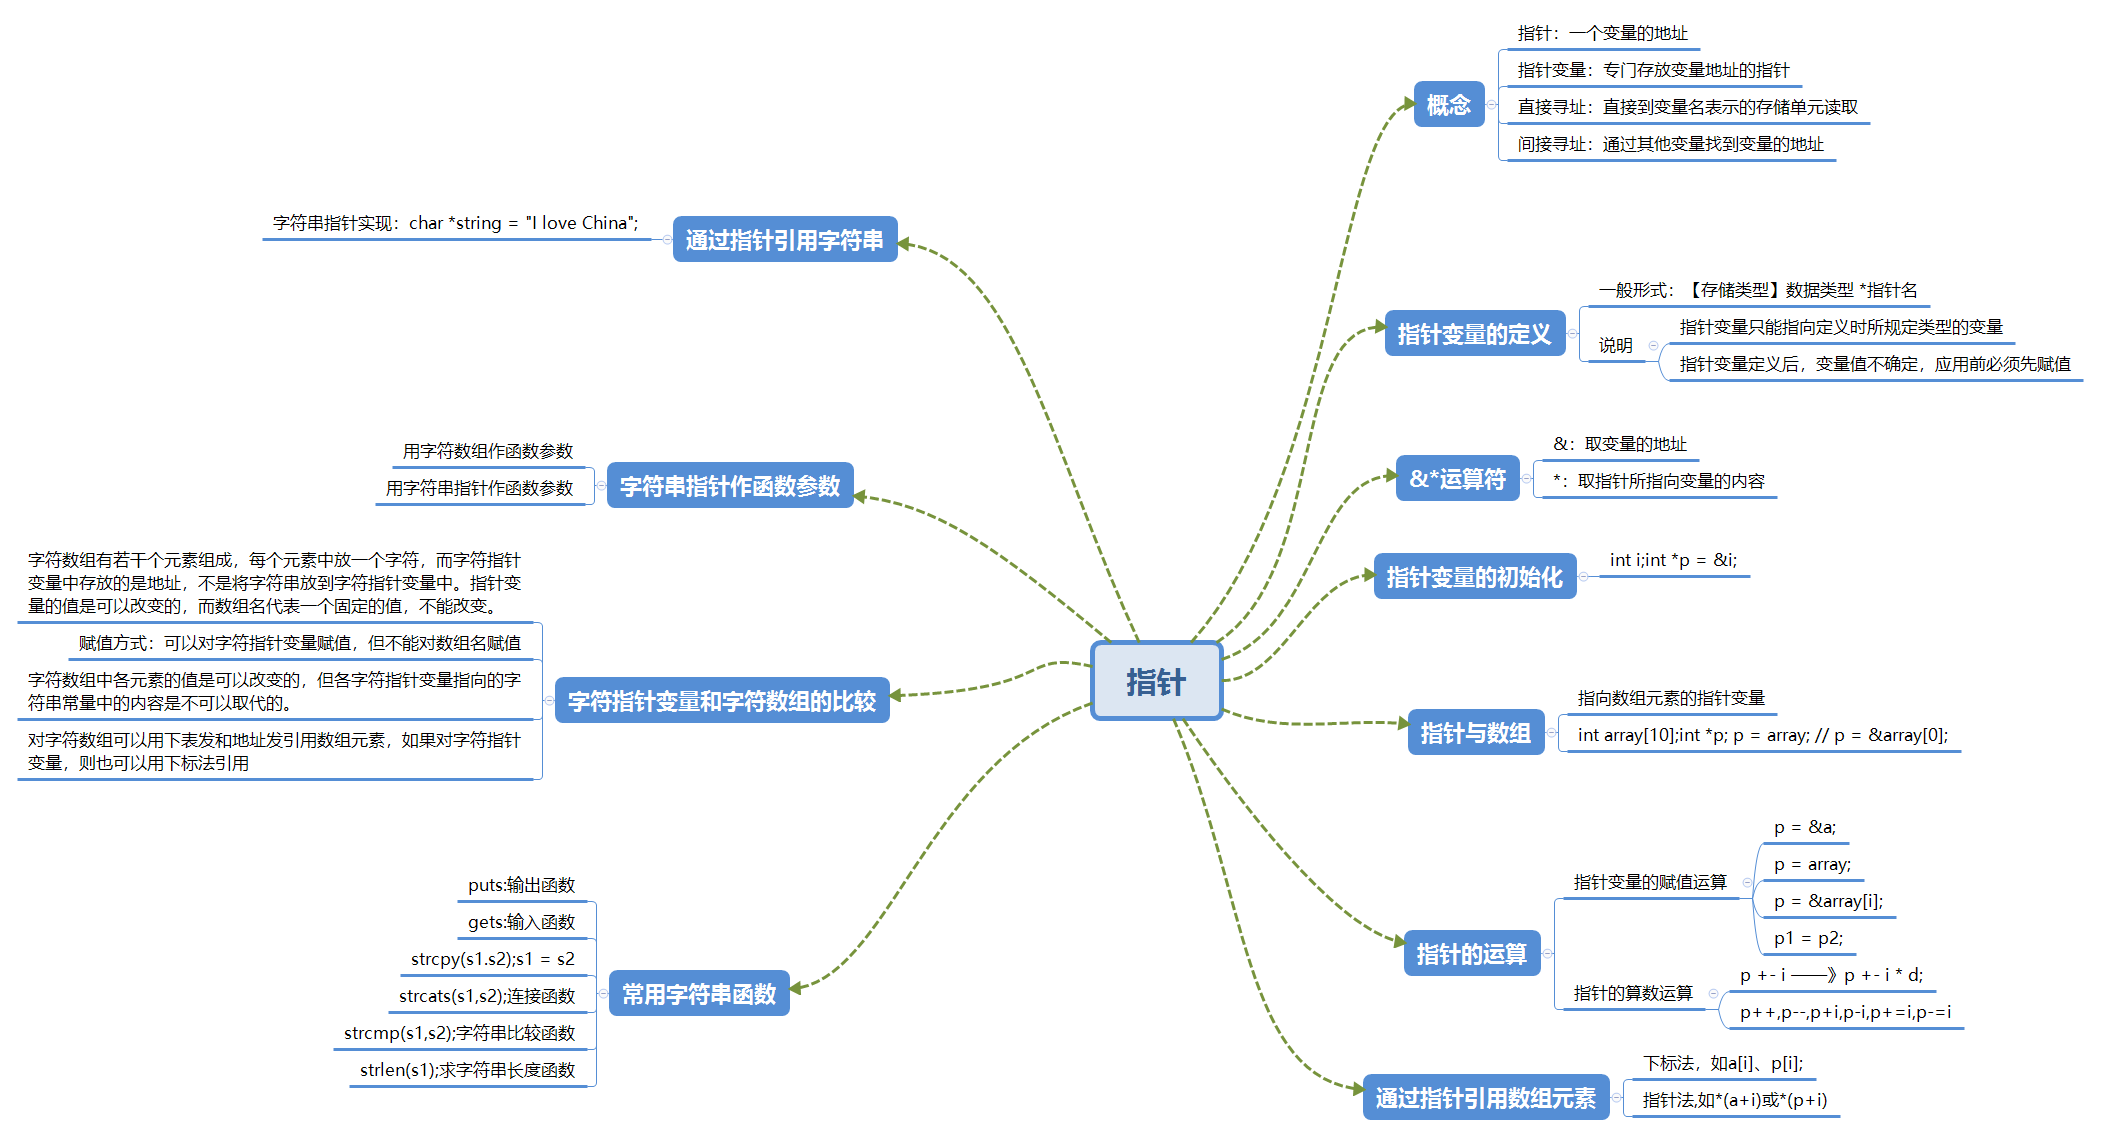 指针
概念
指针：一个变量的地址
指针变量：专门存放变量地址的指针
直接寻址：直接到变量名表示的存储单元读取
间接寻址：通过其他变量找到变量的地址
指针变量的定义
一般形式：【存储类型】数据类型 *指针名
说明
指针变量只能指向定义时所规定类型的变量
指针变量定义后，变量值不确定，应用前必须先赋值
&*运算符
&：取变量的地址
*：取指针所指向变量的内容
指针变量的初始化
int i;int *p = &i;
指针与数组
指向数组元素的指针变量
int array[10];int *p; p = array; // p = &array[0];
指针的运算
指针变量的赋值运算
p = &a;
p = array;
p = &array[i];
p1 = p2;
指针的算数运算
p +- i ——》p +- i * d;
p++,p--,p+i,p-i,p+=i,p-=i
通过指针引用数组元素
下标法，如a[i]、p[i];
指针法,如*(a+i)或*(p+i)
通过指针引用字符串
字符串指针实现：char *string = "I love China";
字符串指针作函数参数
用字符数组作函数参数
用字符串指针作函数参数
字符指针变量和字符数组的比较
字符数组有若干个元素组成，每个元素中放一个字符，而字符指针
变量中存放的是地址，不是将字符串放到字符指针变量中。指针变
量的值是可以改变的，而数组名代表一个固定的值，不能改变。
赋值方式：可以对字符指针变量赋值，但不能对数组名赋值
字符数组中各元素的值是可以改变的，但各字符指针变量指向的字
符串常量中的内容是不可以取代的。
对字符数组可以用下表发和地址发引用数组元素，如果对字符指针
变量，则也可以用下标法引用
常用字符串函数
puts:输出函数
gets:输入函数
strcpy(s1.s2);s1 = s2
strcats(s1,s2);连接函数
strcmp(s1,s2);字符串比较函数
strlen(s1);求字符串长度函数